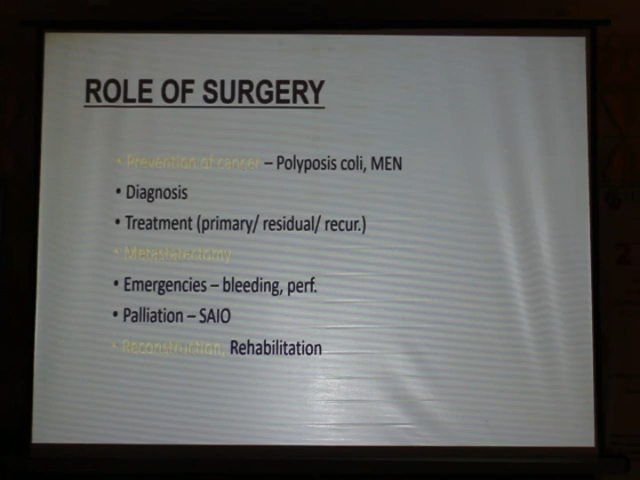 ROLE OF SURGERY
• Prevention of cancer – Polyposis coli, MEN
• Diagnosis
• Treatment (primary/ residual/ recur.)
• Metastatectomy
• Emergencies – bleeding, perf.
• Palliation – SAIO
• Reconstruction, Rehabilitation